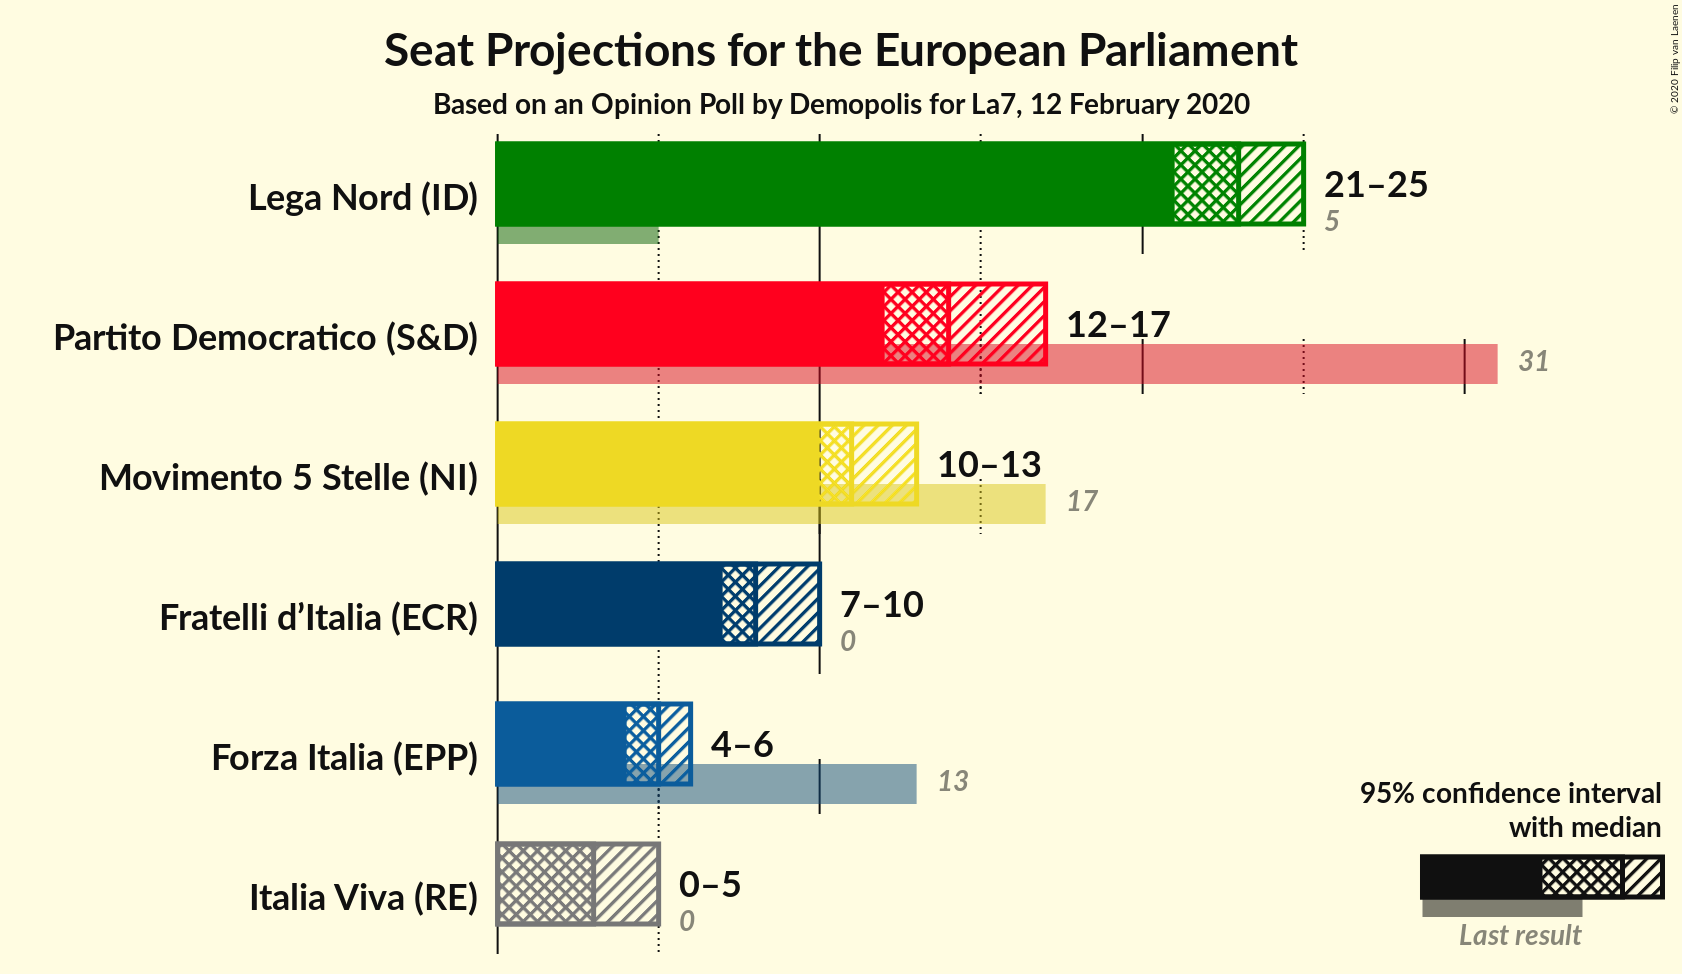 Seat Projections for the European Parliament
Based on an Opinion Poll by Demopolis for La7, 12 February 2020
© 2020 Filip van Laenen
Lega Nord (ID)
21–25
5
Partito Democratico (S&D)
12–17
31
Movimento 5 Stelle (NI)
10–13
17
Fratelli d’Italia (ECR)
7–10
0
Forza Italia (EPP)
4–6
13
Italia Viva (RE)
0–5
0
95% confidence interval
with median
Last result